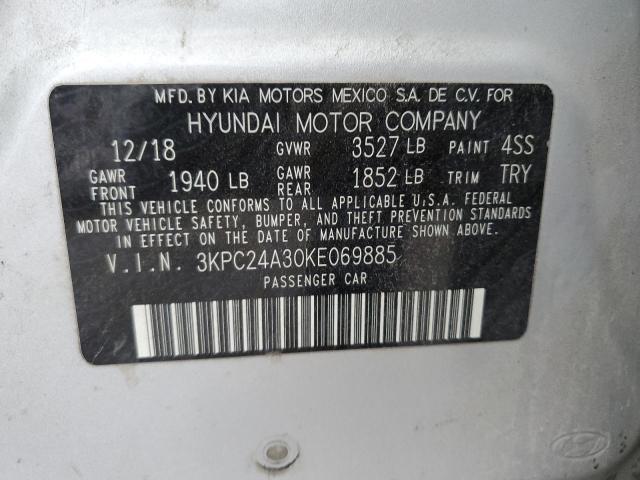 MFD. BY KIA MOTORS MEXICO S.A. DE C.V. FOR
HYUNDAI MOTOR COMPANY
12/18 GVWR 3527 LB PAINT 4SS
GAWR FRONT 1940 LB GAWR REAR 1852 LB TRIM TRY
THIS VEHICLE CONFORMS TO ALL APPLICABLE U.S.A. FEDERAL
MOTOR VEHICLE SAFETY, BUMPER, AND THEFT PREVENTION STANDARDS
IN EFFECT ON THE DATE OF MANUFACTURE SHOWN ABOVE.
V.I.N. 3KPC24A30KE069885
PASSENGER CAR